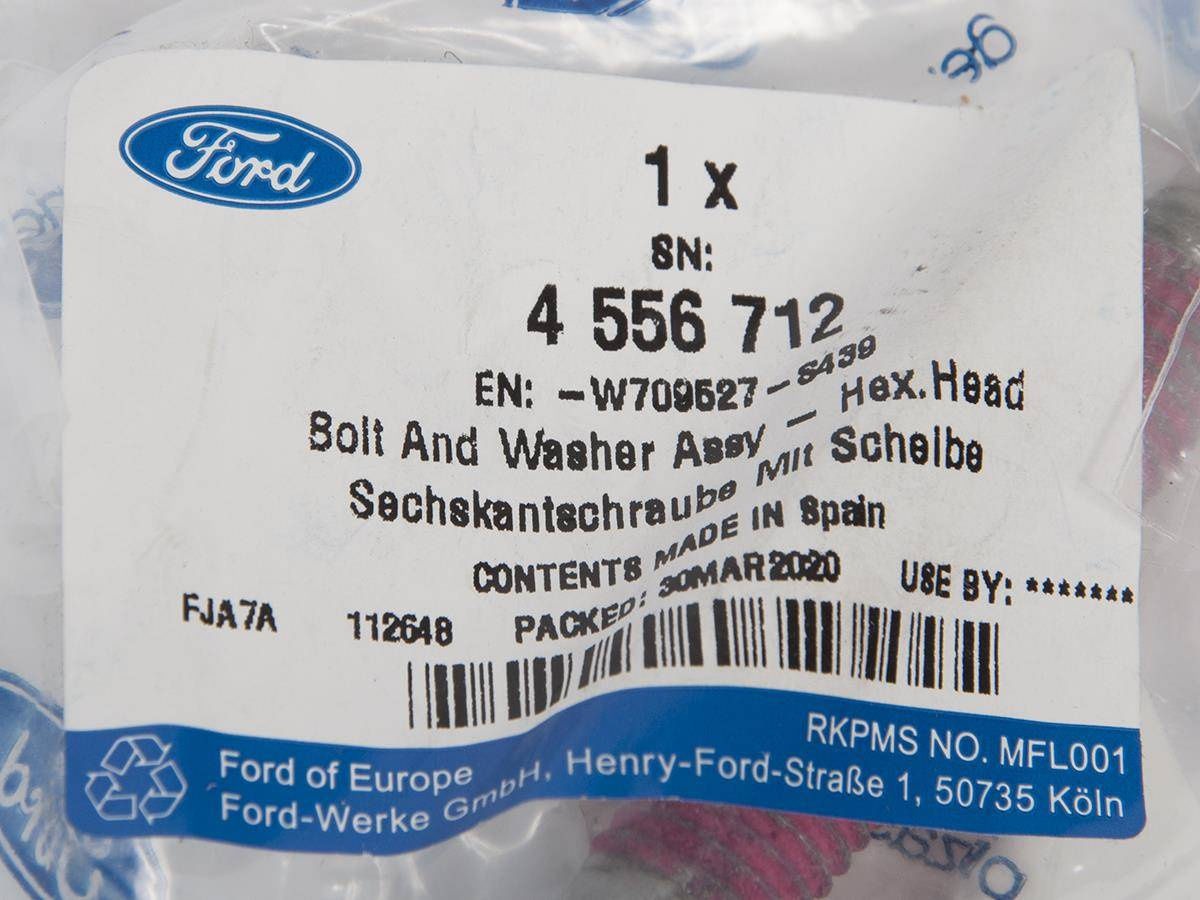 Ford
1 x
SN:
4 556 712
EN: -W709527-S439
Bolt And Washer Assy - Hex.Head
Sechskantschraube Mit Scheibe
CONTENTS MADE IN Spain
FJA7A 112648 PACKED: 30MAR2020 USE BY: *******
RKPMS NO. MFL001
Ford of Europe
Ford-Werke GmbH, Henry-Ford-Straße 1, 50735 Köln